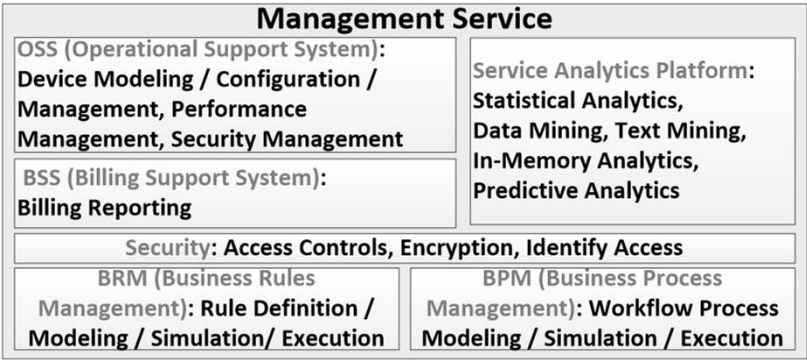 Management Service
OSS (Operational Support System):
Device Modeling / Configuration /
Management, Performance
Management, Security Management
BSS (Billing Support System):
Billing Reporting
Service Analytics Platform:
Statistical Analytics,
Data Mining, Text Mining,
In-Memory Analytics,
Predictive Analytics
Security: Access Controls, Encryption, Identify Access
BRM (Business Rules
Management): Rule Definition /
Modeling / Simulation/ Execution
BPM (Business Process
Management): Workflow Process
Modeling / Simulation / Execution